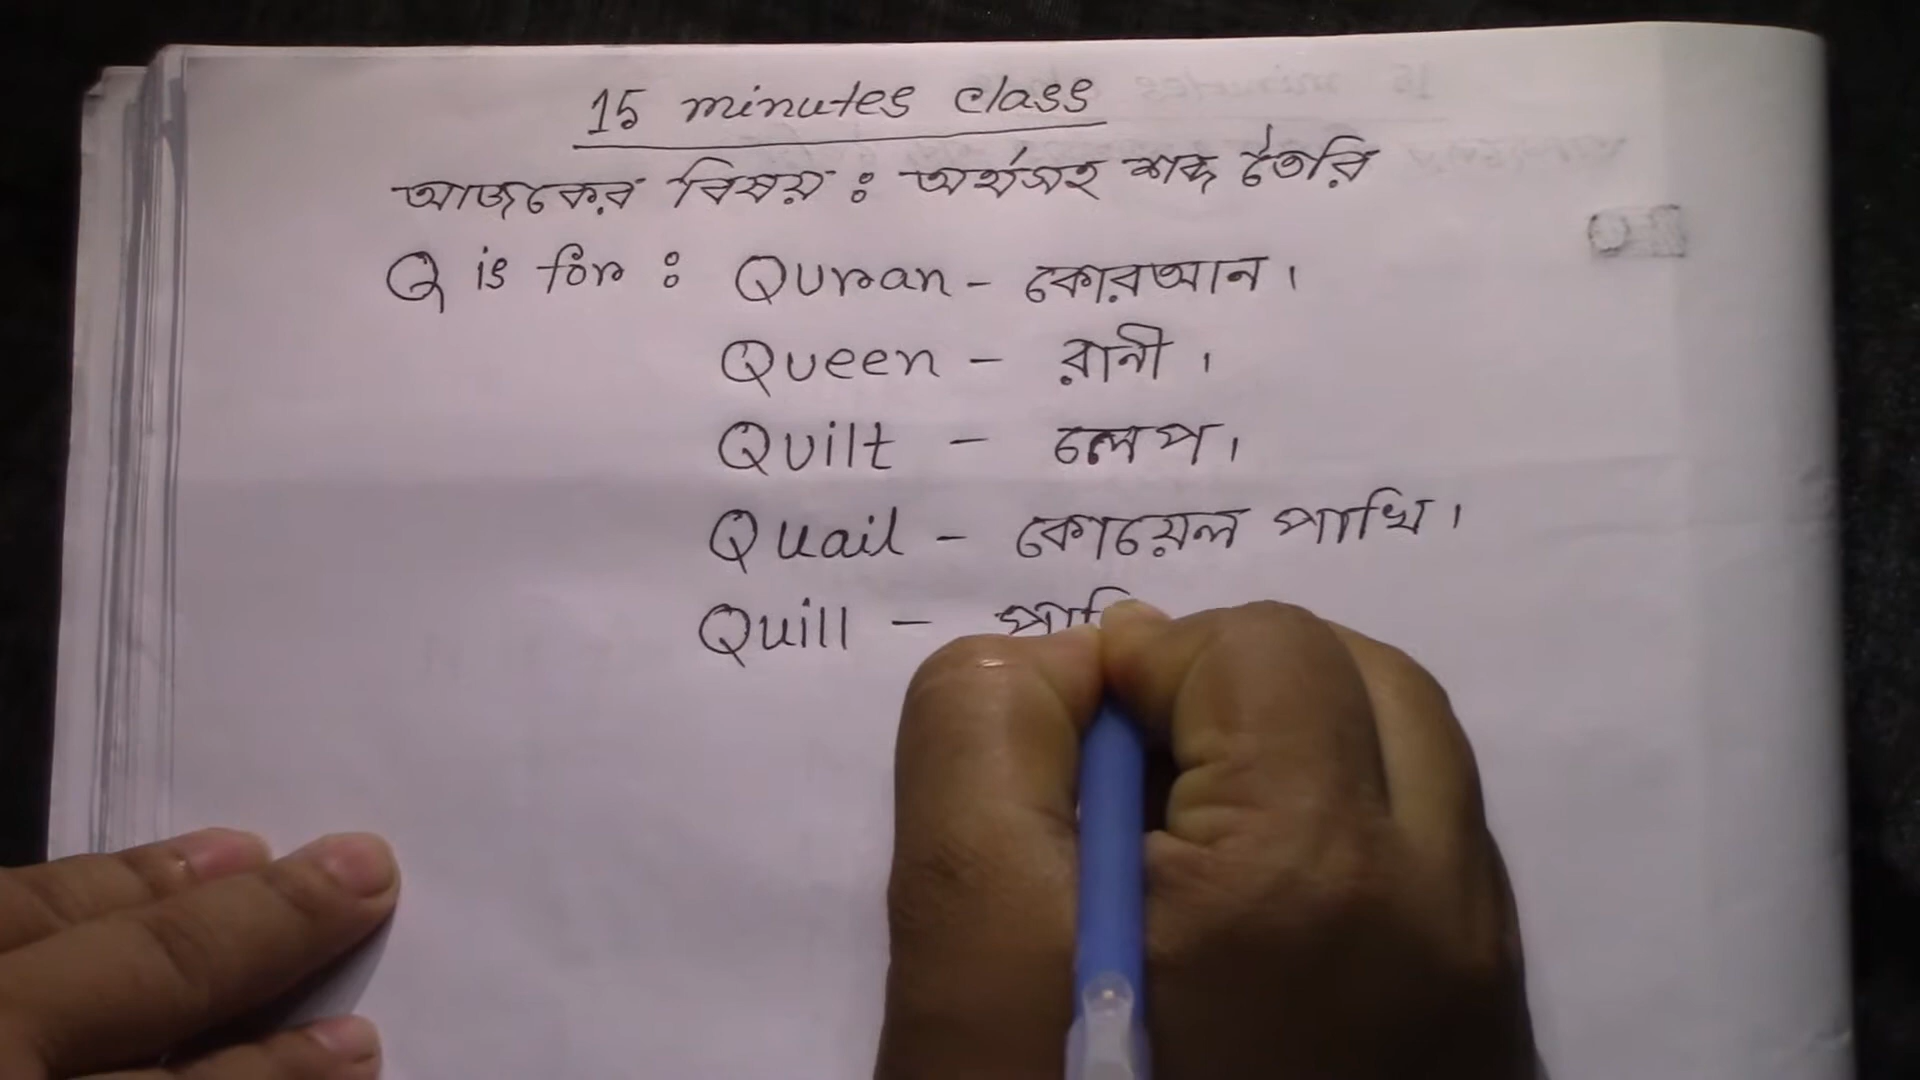 15 minutes class
আজকের বিষয় : অর্থসহ শব্দ তৈরি
Q is for : Quran - কোরআন।
Queen - রানী।
Quilt - লেপ।
Quail - কোয়েল পাখি।
Quill -